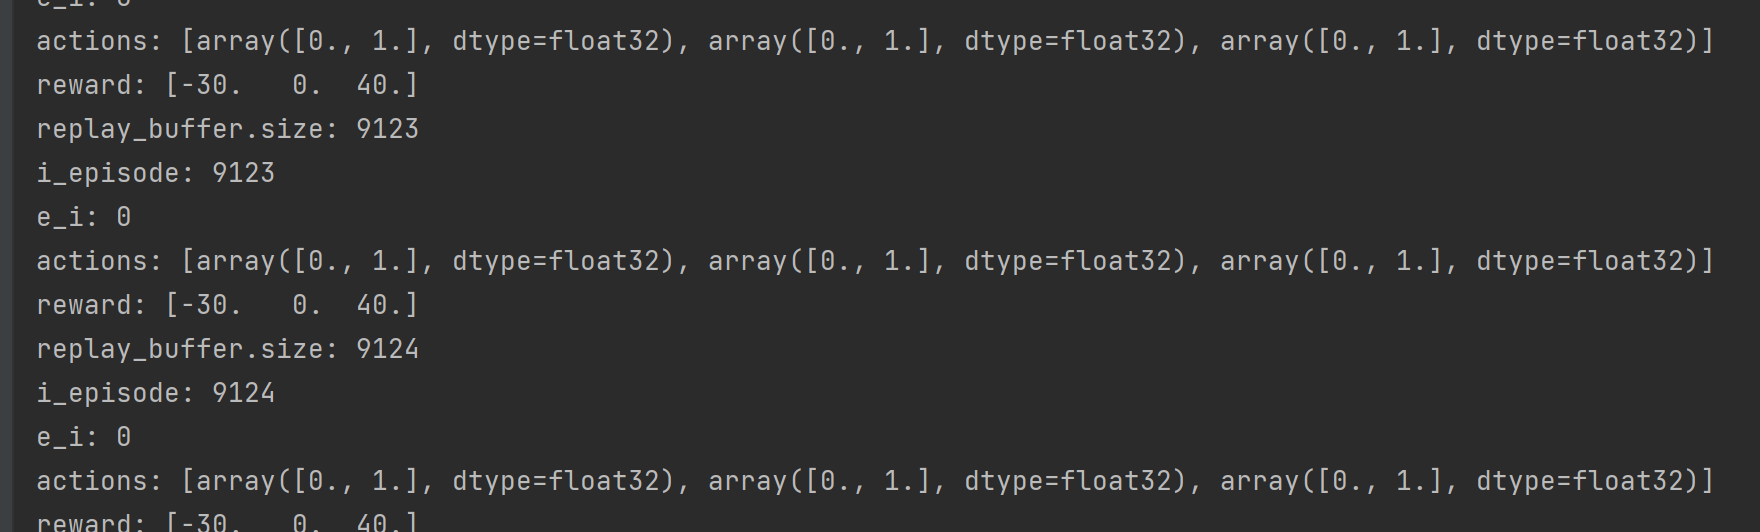 e_i: 0
actions: [array([0., 1.], dtype=float32), array([0., 1.], dtype=float32), array([0., 1.], dtype=float32)]
reward: [-30.   0.  40.]
replay_buffer.size: 9123
i_episode: 9123
e_i: 0
actions: [array([0., 1.], dtype=float32), array([0., 1.], dtype=float32), array([0., 1.], dtype=float32)]
reward: [-30.   0.  40.]
replay_buffer.size: 9124
i_episode: 9124
e_i: 0
actions: [array([0., 1.], dtype=float32), array([0., 1.], dtype=float32), array([0., 1.], dtype=float32)]
reward: [-30.   0.  40.]